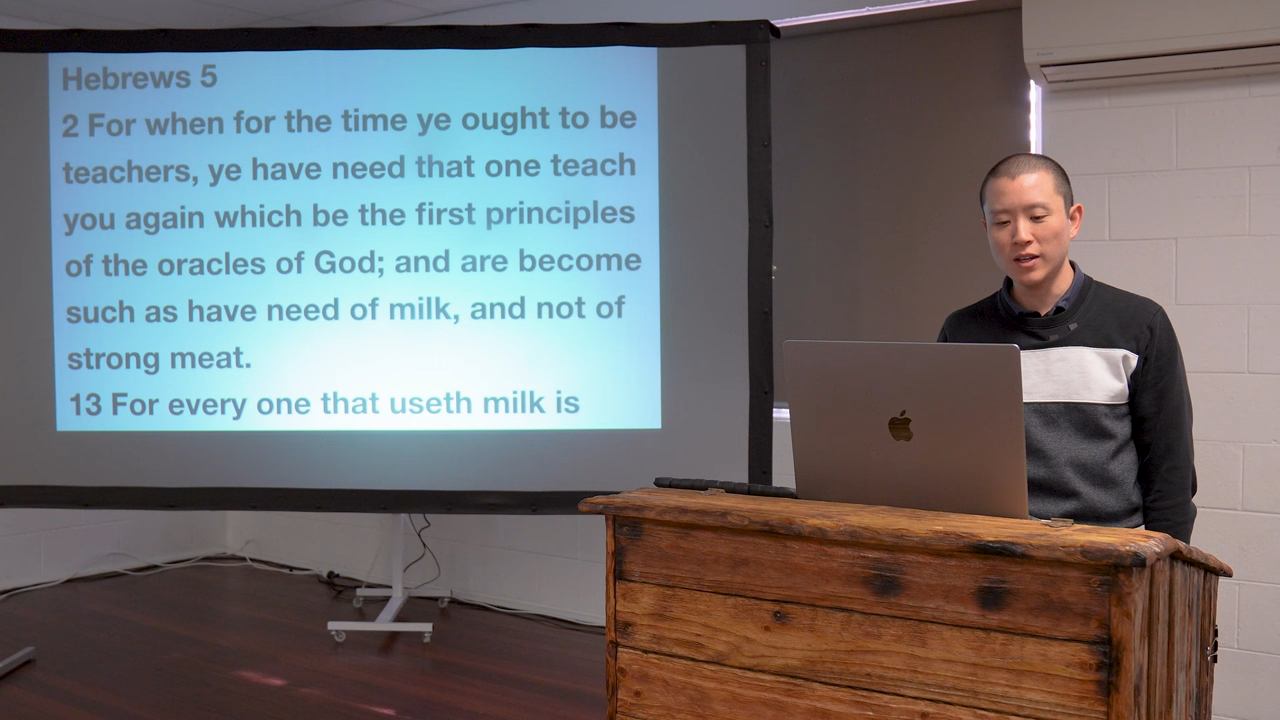 Hebrews 5
2 For when for the time ye ought to be
teachers, ye have need that one teach
you again which be the first principles
of the oracles of God; and are become
such as have need of milk, and not of
strong meat.
13 For every one that useth milk is